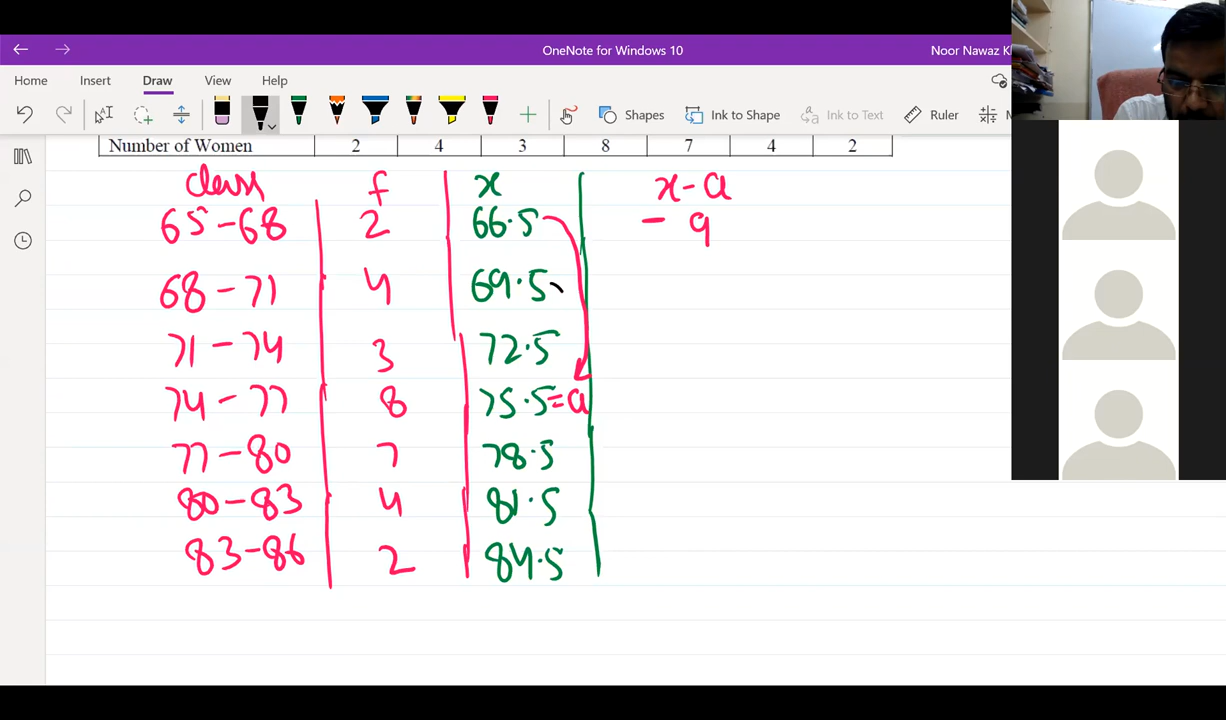 OneNote for Windows 10
Noor Nawaz K
Home Insert Draw View Help
Shapes Ink to Shape Ink to Text Ruler
Number of Women 2 4 3 8 7 4 2
class f x x-a
65-68 2 66.5 -9
68-71 4 69.5
71-74 3 72.5
74-77 8 75.5=a
77-80 7 78.5
80-83 4 81.5
83-86 2 84.5